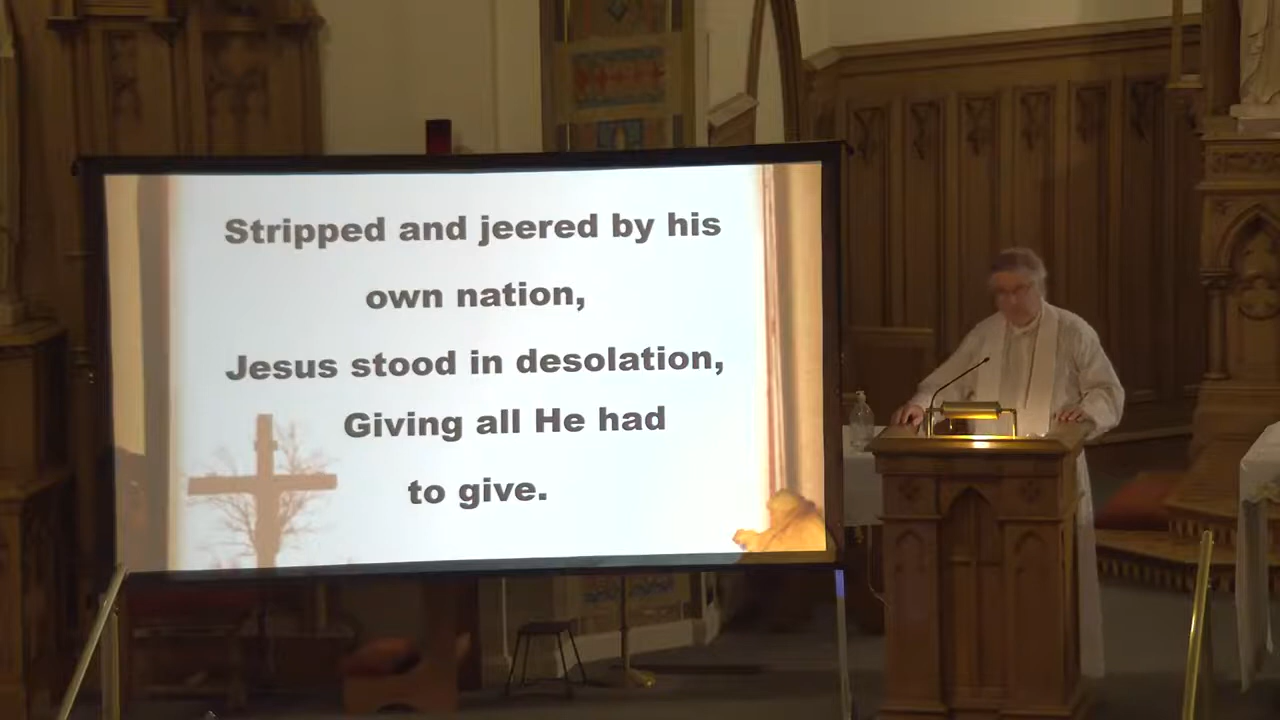 Stripped and jeered by his
own nation,
Jesus stood in desolation,
Giving all He had
to give.